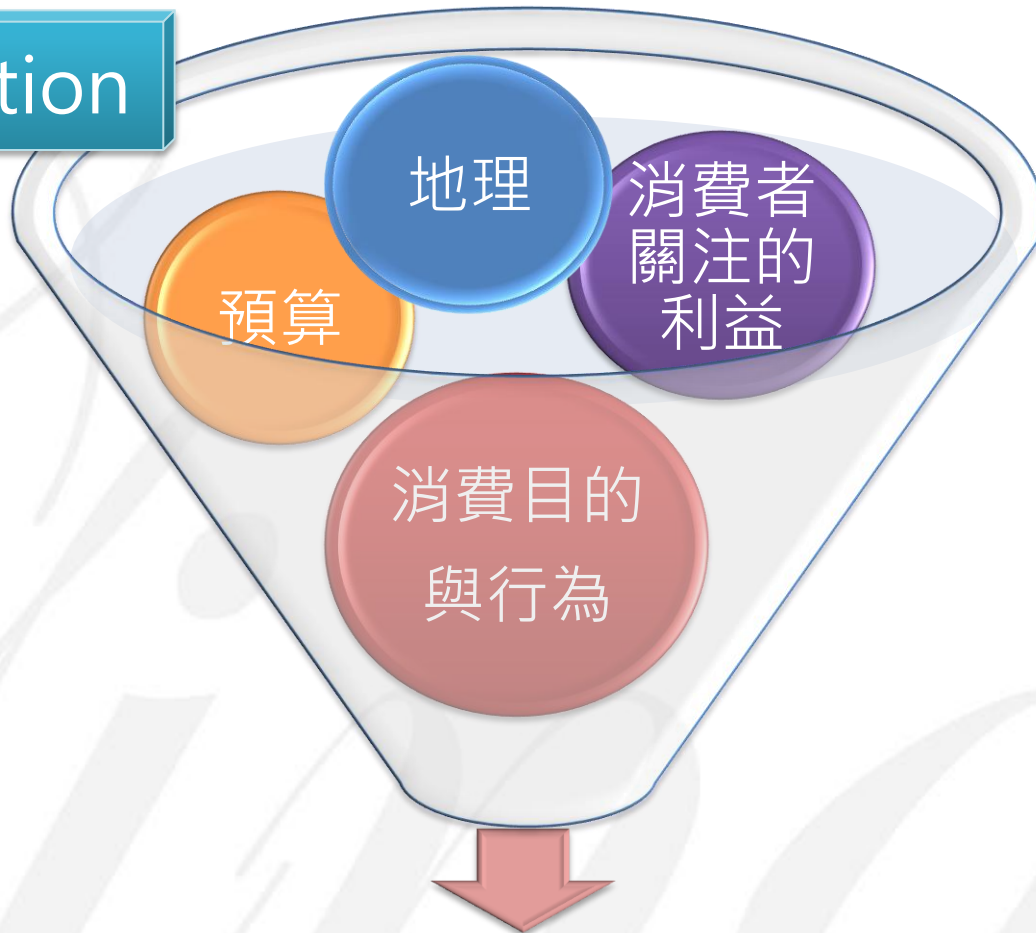 tion
地理
消費者
關注的
利益
預算
消費目的
與行為